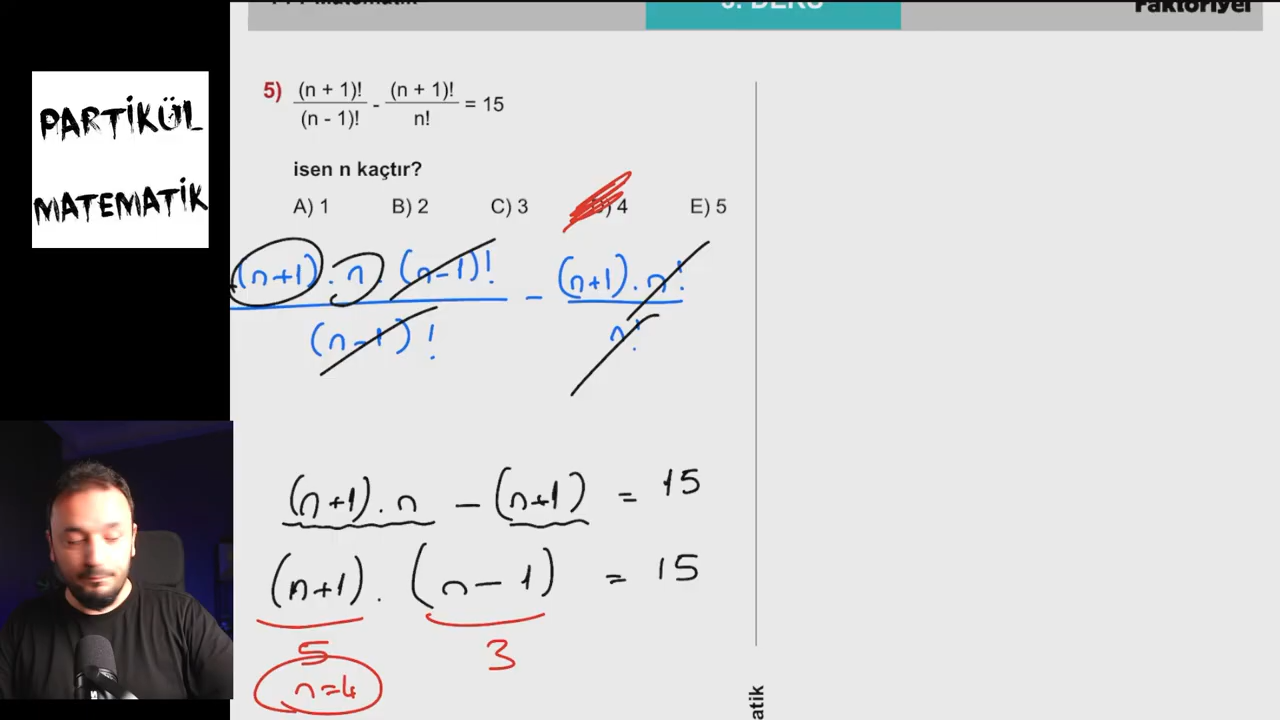 PARTİKÜL
MATEMATİK
Faktöriyel
5) (n + 1)! / (n - 1)! - (n + 1)! / n! = 15
isen n kaçtır?
A) 1 B) 2 C) 3 D) 4 E) 5
(n+1) . n . (n-1)! / (n-1)! - (n+1) . n! / n!
(n+1) . n - (n+1) = 15
(n+1) . (n-1) = 15
5 3
n=4